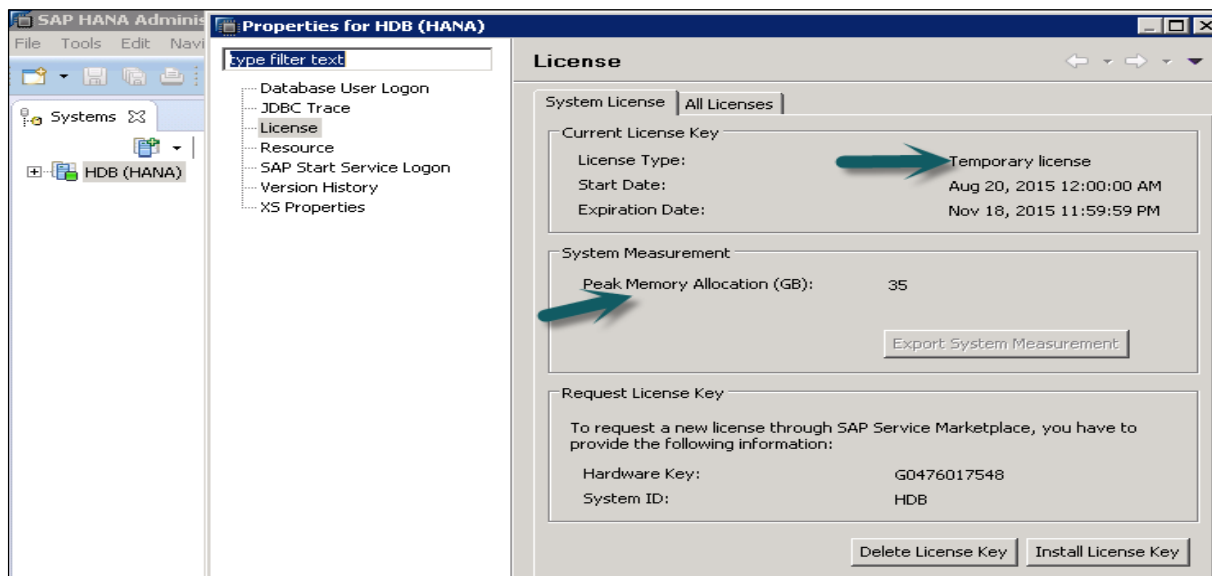 SAP HANA Adminis
File Tools Edit Navi
Systems
HDB (HANA)
Properties for HDB (HANA)
type filter text
Database User Logon
JDBC Trace
License
Resource
SAP Start Service Logon
Version History
XS Properties
License
System License All Licenses
Current License Key
License Type: Temporary license
Start Date: Aug 20, 2015 12:00:00 AM
Expiration Date: Nov 18, 2015 11:59:59 PM
System Measurement
Peak Memory Allocation (GB): 35
Export System Measurement
Request License Key
To request a new license through SAP Service Marketplace, you have to
provide the following information:
Hardware Key: G0476017548
System ID: HDB
Delete License Key Install License Key